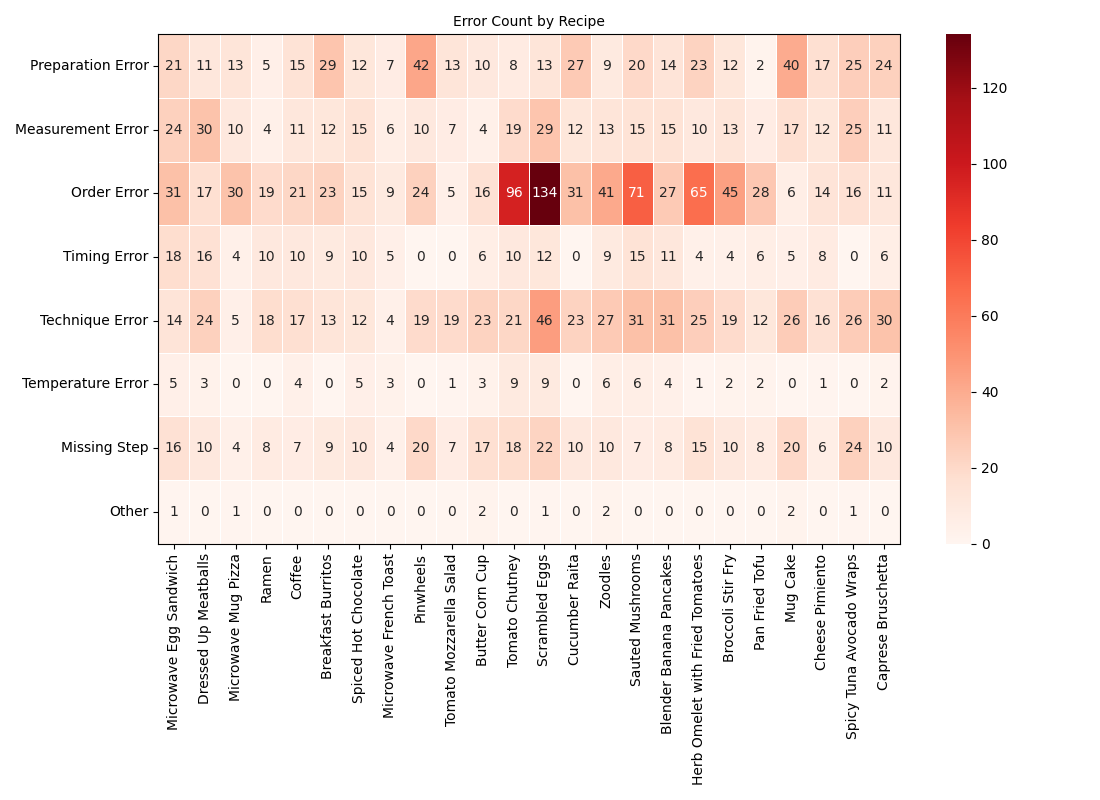 Error Count by Recipe
Preparation Error 21 11 13 5 15 29 12 7 42 13 10 8 13 27 9 20 14 23 12 2 40 17 25 24
Measurement Error 24 30 10 4 11 12 15 6 10 7 4 19 29 12 13 15 15 10 13 7 17 12 25 11
Order Error 31 17 30 19 21 23 15 9 24 5 16 96 134 31 41 71 27 65 45 28 6 14 16 11
Timing Error 18 16 4 10 10 9 10 5 0 0 6 10 12 0 9 15 11 4 4 6 5 8 0 6
Technique Error 14 24 5 18 17 13 12 4 19 19 23 21 46 23 27 31 31 25 19 12 26 16 26 30
Temperature Error 5 3 0 0 4 0 5 3 0 1 3 9 9 0 6 6 4 1 2 2 0 1 0 2
Missing Step 16 10 4 8 7 9 10 4 20 7 17 18 22 10 10 7 8 15 10 8 20 6 24 10
Other 1 0 1 0 0 0 0 0 0 0 2 0 1 0 2 0 0 0 0 0 2 0 1 0
Microwave Egg Sandwich
Dressed Up Meatballs
Microwave Mug Pizza
Ramen
Coffee
Breakfast Burritos
Spiced Hot Chocolate
Microwave French Toast
Pinwheels
Tomato Mozzarella Salad
Butter Corn Cup
Tomato Chutney
Scrambled Eggs
Cucumber Raita
Zoodles
Sauted Mushrooms
Blender Banana Pancakes
Herb Omelet with Fried Tomatoes
Broccoli Stir Fry
Pan Fried Tofu
Mug Cake
Cheese Pimiento
Spicy Tuna Avocado Wraps
Caprese Bruschetta
120
100
80
60
40
20
0